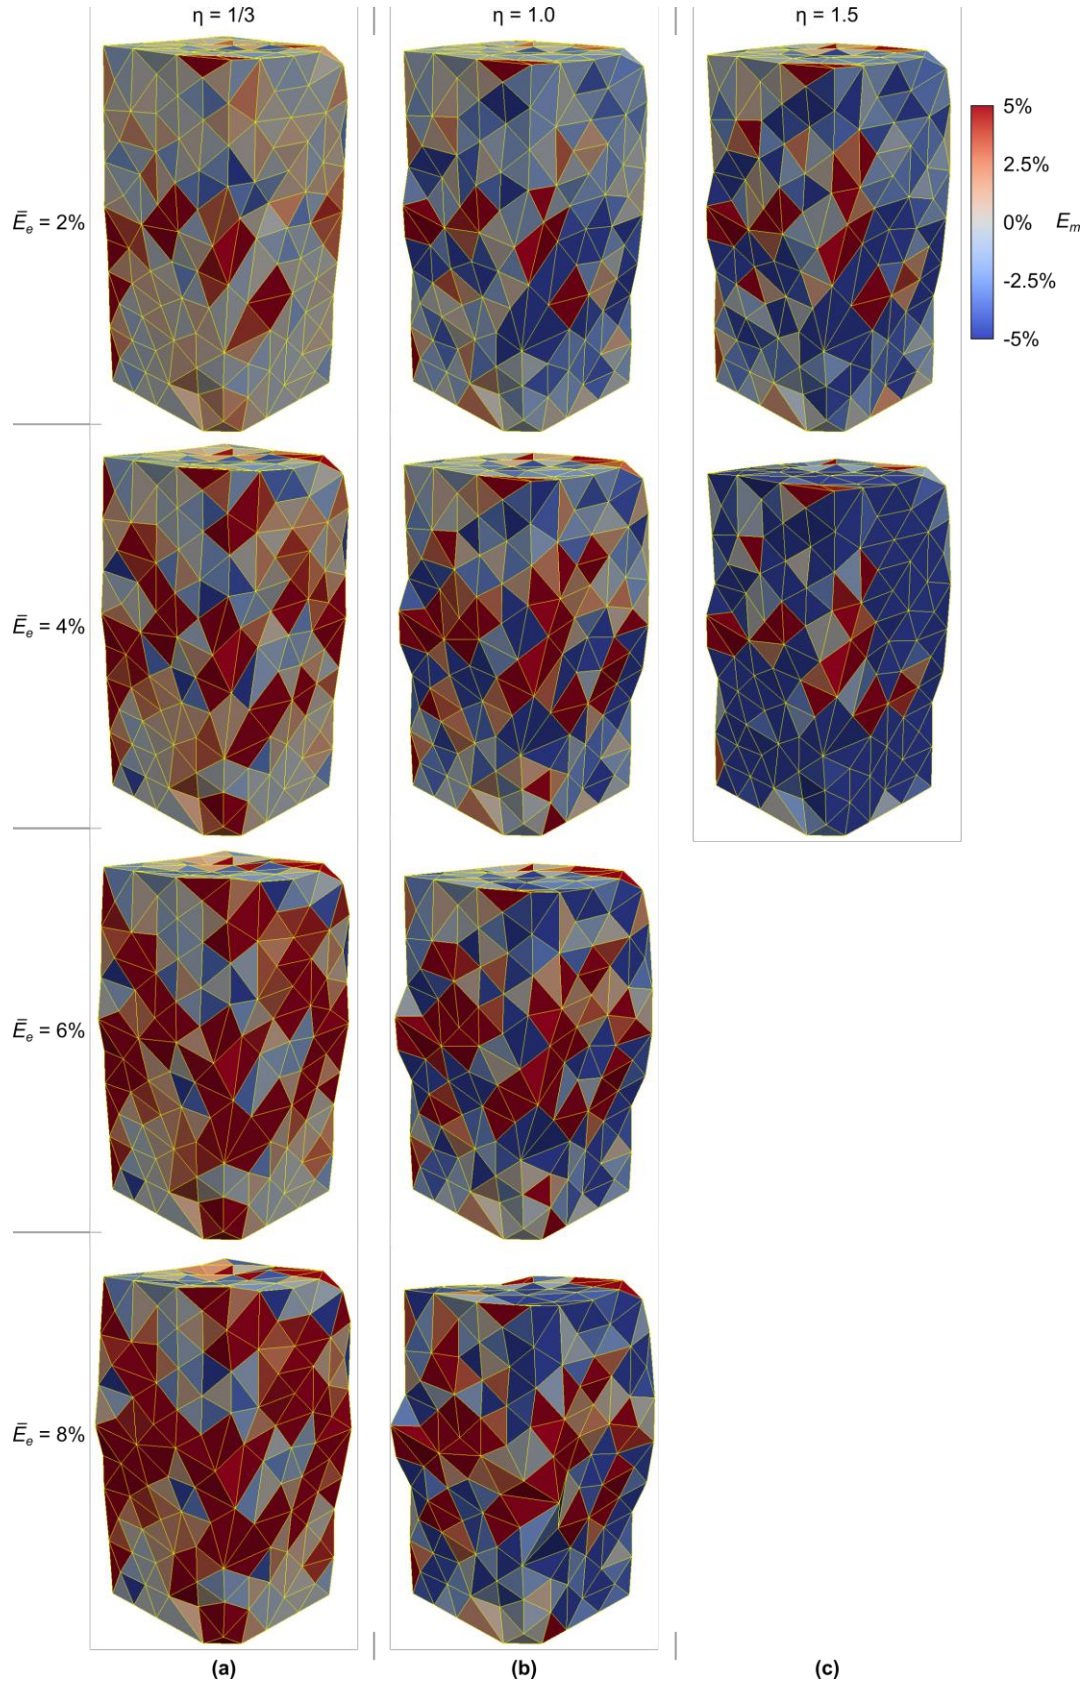 η = 1/3 η = 1.0 η = 1.5
5%
2.5%
Ē_e = 2% 0% E_m
-2.5%
-5%
Ē_e = 4%
Ē_e = 6%
Ē_e = 8%
(a) (b) (c)